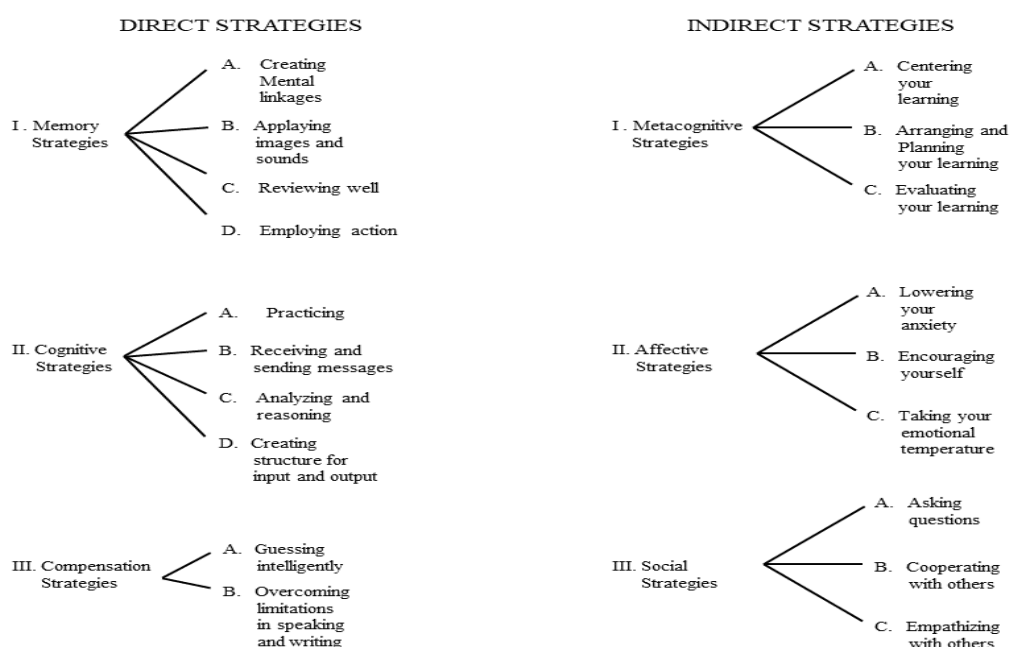 DIRECT STRATEGIES
I . Memory
Strategies
A. Creating
Mental
linkages
B. Applaying
images and
sounds
C. Reviewing well
D. Employing action
II. Cognitive
Strategies
A. Practicing
B. Receiving and
sending messages
C. Analyzing and
reasoning
D. Creating
structure for
input and output
III. Compensation
Strategies
A. Guessing
intelligently
B. Overcoming
limitations
in speaking
and writing
INDIRECT STRATEGIES
I . Metacognitive
Strategies
A. Centering
your
learning
B. Arranging and
Planning
your learning
C. Evaluating
your learning
II. Affective
Strategies
A. Lowering
your
anxiety
B. Encouraging
yourself
C. Taking your
emotional
temperature
III. Social
Strategies
A. Asking
questions
B. Cooperating
with others
C. Empathizing
with others